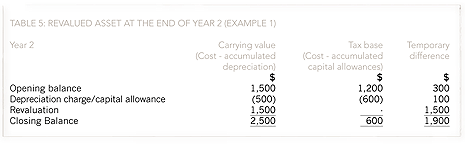 TABLE 5: REVALUED ASSET AT THE END OF YEAR 2 (EXAMPLE 1)
Year 2 Carrying value Tax base Temporary
(Cost - accumulated (Cost - accumulated difference
depreciation) capital allowances)
$ $ $
Opening balance 1,500 1,200 300
Depreciation charge/capital allowance (500) (600) 100
Revaluation 1,500 - 1,500
Closing Balance 2,500 600 1,900